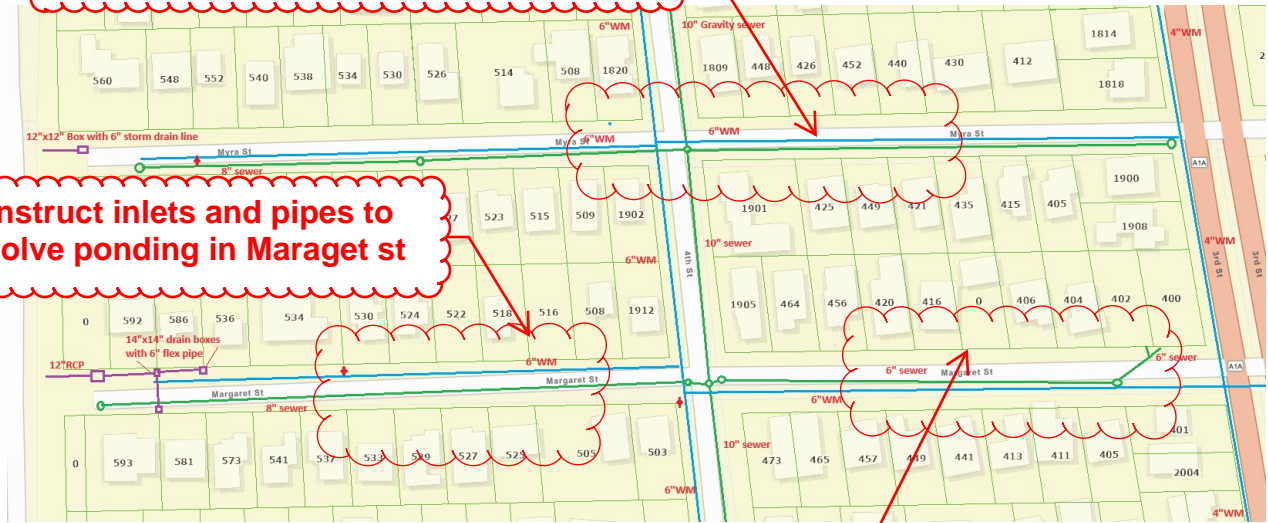 6"WM
10" Gravity sewer
4"WM
1814
560
548
552
540
538
534
530
526
514
508
1820
1809
448
426
452
440
430
412
1818
12"x12" Box with 6" storm drain line
Myra St
8" sewer
Myra St
6"WM
6"WM
Myra St
A1A
nstruct inlets and pipes to
olve ponding in Maraget st
523
515
509
1902
1901
425
449
421
435
415
405
1900
1908
10" sewer
6"WM
4th St
4"WM
3rd St
3rd St
0
592
586
536
534
530
524
522
518
516
508
1912
1905
464
456
420
416
0
406
404
402
400
14"x14" drain boxes
with 6" flex pipe
12"RCP
6"WM
Margaret St
Margaret St
8" sewer
6" sewer
Margaret St
6" sewer
A1A
6"WM
0
593
581
573
541
537
533
529
527
525
505
503
10" sewer
473
465
457
449
441
413
411
405
401
2004
6"WM
4"WM